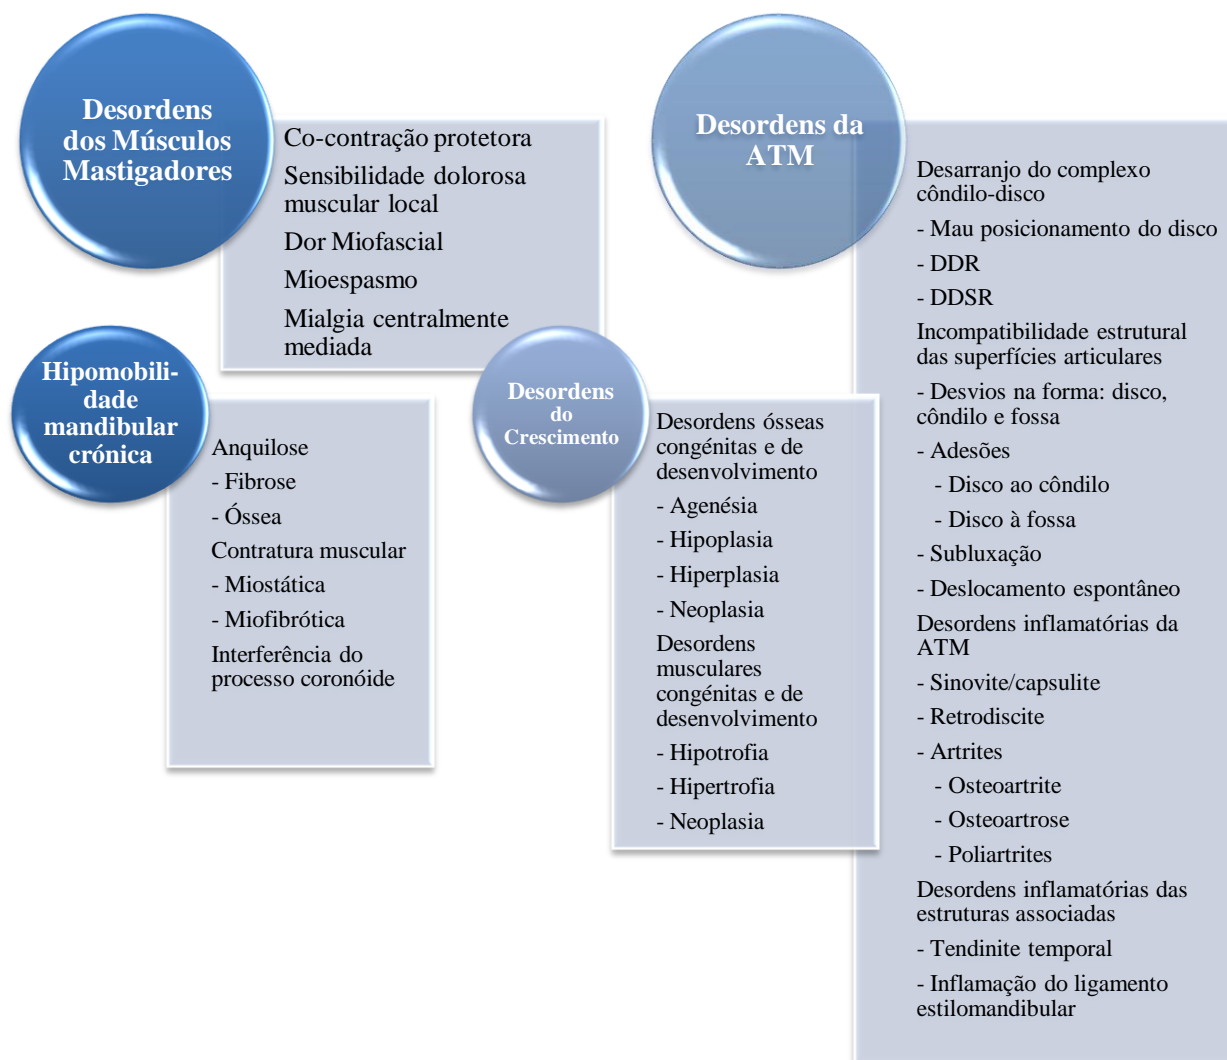 Desordens
dos Músculos
Mastigadores
Co-contração protetora
Sensibilidade dolorosa
muscular local
Dor Miofascial
Mioespasmo
Mialgia centralmente
mediada
Desordens da
ATM
Desarranjo do complexo
côndilo-disco
- Mau posicionamento do disco
- DDR
- DDSR
Incompatibilidade estrutural
das superfícies articulares
- Desvios na forma: disco,
côndilo e fossa
- Adesões
- Disco ao côndilo
- Disco à fossa
- Subluxação
- Deslocamento espontâneo
Desordens inflamatórias da
ATM
- Sinovite/capsulite
- Retrodiscite
- Artrites
- Osteoartrite
- Osteoartrose
- Poliartrites
Desordens inflamatórias das
estruturas associadas
- Tendinite temporal
- Inflamação do ligamento
estilomandibular
Hipomobili-
dade
mandibular
crónica
Anquilose
- Fibrose
- Óssea
Contratura muscular
- Miostática
- Miofibrótica
Interferência do
processo coronóide
Desordens
do
Crescimento
Desordens ósseas
congénitas e de
desenvolvimento
- Agenésia
- Hipoplasia
- Hiperplasia
- Neoplasia
Desordens
musculares
congénitas e de
desenvolvimento
- Hipotrofia
- Hipertrofia
- Neoplasia